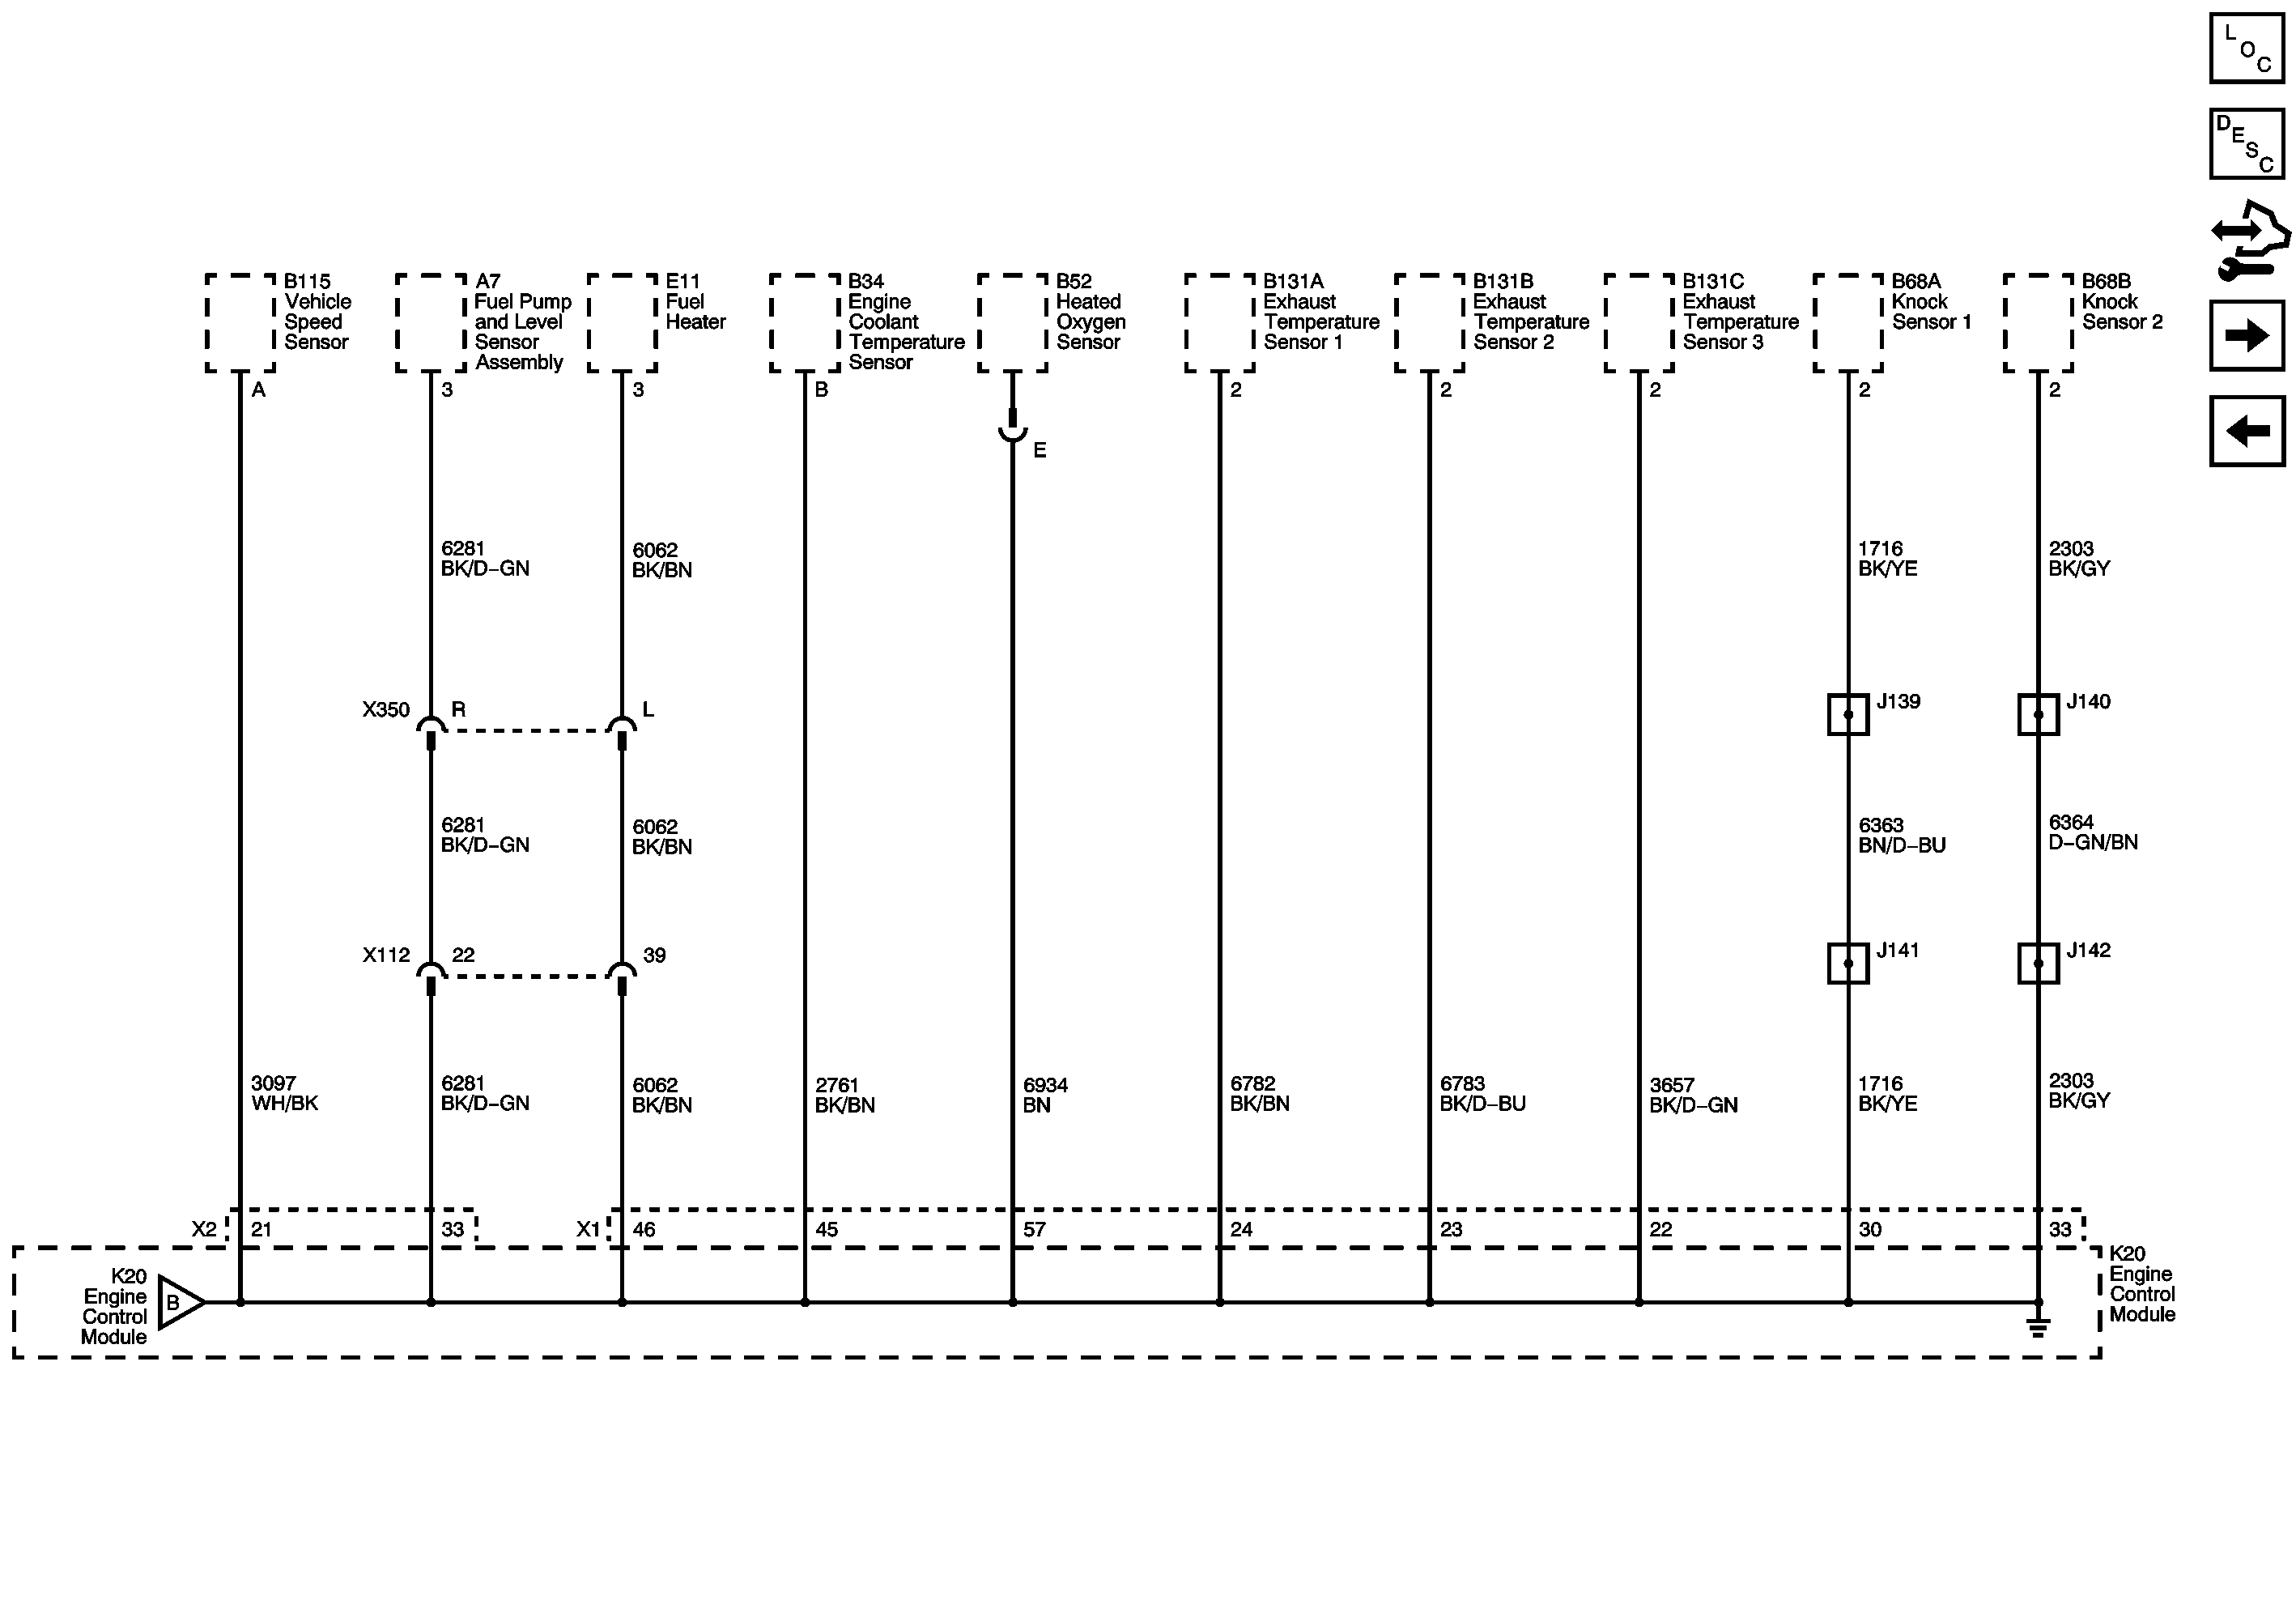 L
O
C
D
E
S
C
B115
Vehicle
Speed
Sensor
A
A7
Fuel Pump
and Level
Sensor
Assembly
3
E11
Fuel
Heater
3
B34
Engine
Coolant
Temperature
Sensor
B
B52
Heated
Oxygen
Sensor
E
B131A
Exhaust
Temperature
Sensor 1
2
B131B
Exhaust
Temperature
Sensor 2
2
B131C
Exhaust
Temperature
Sensor 3
2
B68A
Knock
Sensor 1
2
B68B
Knock
Sensor 2
2
6281
BK/D-GN
6062
BK/BN
1716
BK/YE
2303
BK/GY
X350
R
L
J139
J140
6281
BK/D-GN
6062
BK/BN
6363
BN/D-BU
6364
D-GN/BN
X112
22
39
J141
J142
3097
WH/BK
6281
BK/D-GN
6062
BK/BN
2761
BK/BN
6934
BN
6782
BK/BN
6783
BK/D-BU
3657
BK/D-GN
1716
BK/YE
2303
BK/GY
X2
21
33
X1
46
45
57
24
23
22
30
33
K20
Engine
Control
Module
B
K20
Engine
Control
Module